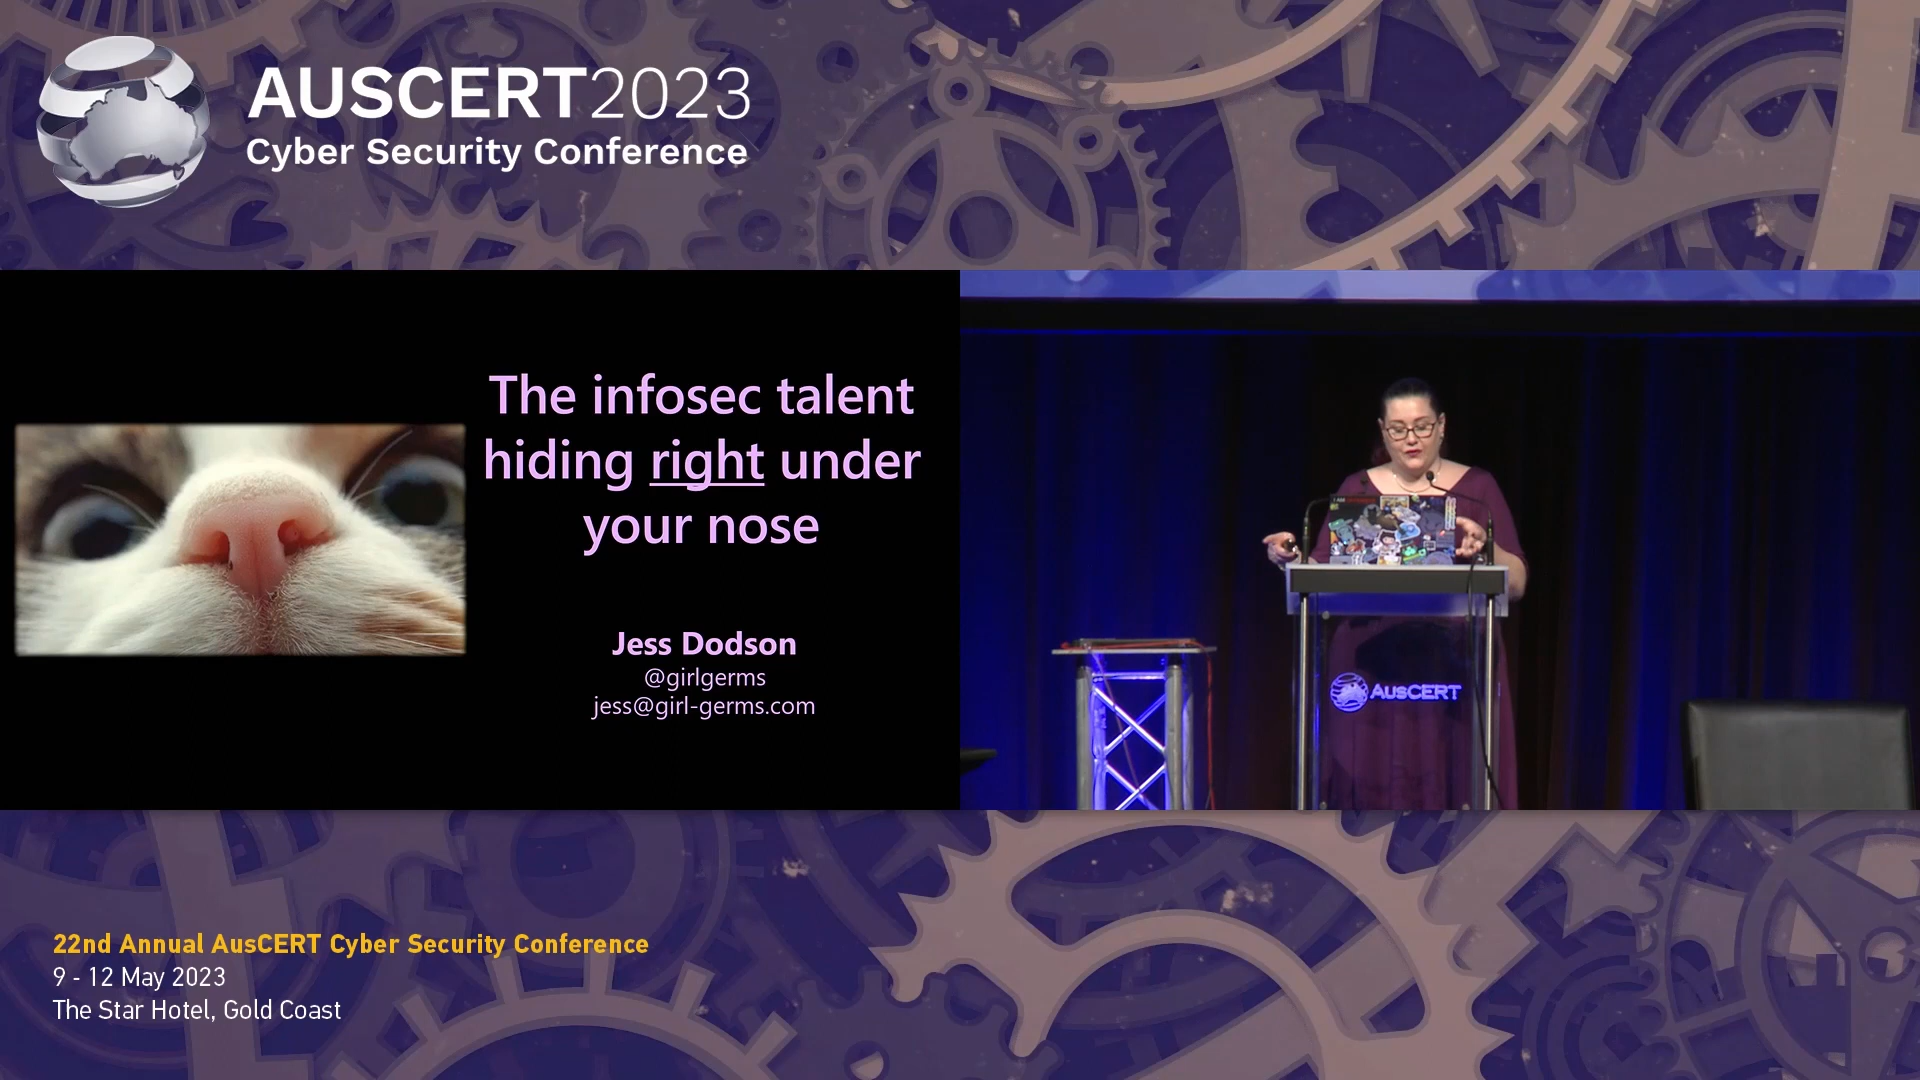 AUSCERT2023
Cyber Security Conference
The infosec talent
hiding right under
your nose
Jess Dodson
@girlgerms
jess@girl-germs.com
AusCERT
22nd Annual AusCERT Cyber Security Conference
9 - 12 May 2023
The Star Hotel, Gold Coast